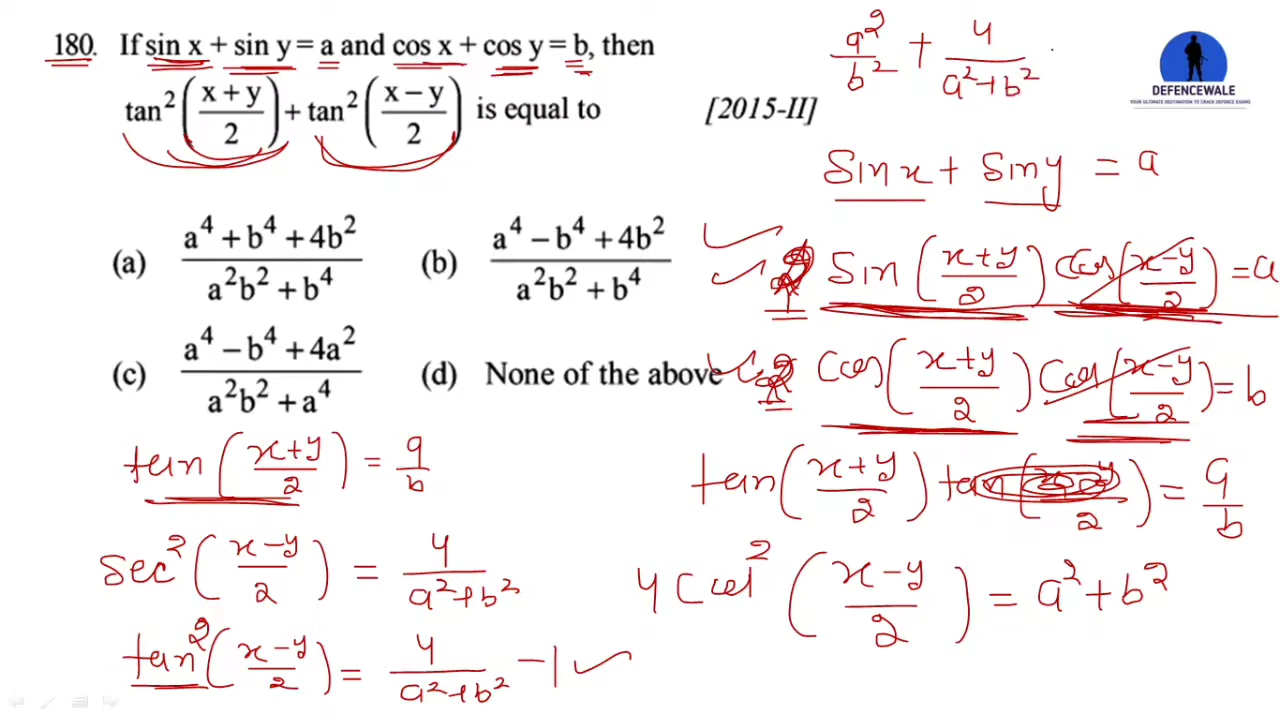 180. If sin x + sin y = a and cos x + cos y = b, then
tan² ( x + y / 2 ) + tan² ( x − y / 2 ) is equal to [2015-II]
(a) a⁴ + b⁴ + 4b² / a²b² + b⁴ (b) a⁴ − b⁴ + 4b² / a²b² + b⁴
(c) a⁴ − b⁴ + 4a² / a²b² + a⁴ (d) None of the above
tan ( x+y / 2 ) = a / b
sec² ( x−y / 2 ) = 4 / a²+b²
tan² ( x−y / 2 ) = 4 / a²+b² −1
a² / b² + 4 / a²+b²
DEFENCEWALE
YOUR ULTIMATE DESTINATION TO CRACK DEFENCE EXAMS
Sin x + Sin y = a
Sin ( x+y / 2 ) Cos ( x−y / 2 ) = a
Cos ( x+y / 2 ) Cos ( x−y / 2 ) = b
tan ( x+y / 2 ) tan ( / 2 ) = a / b
4 Cos² ( x−y / 2 ) = a² + b²